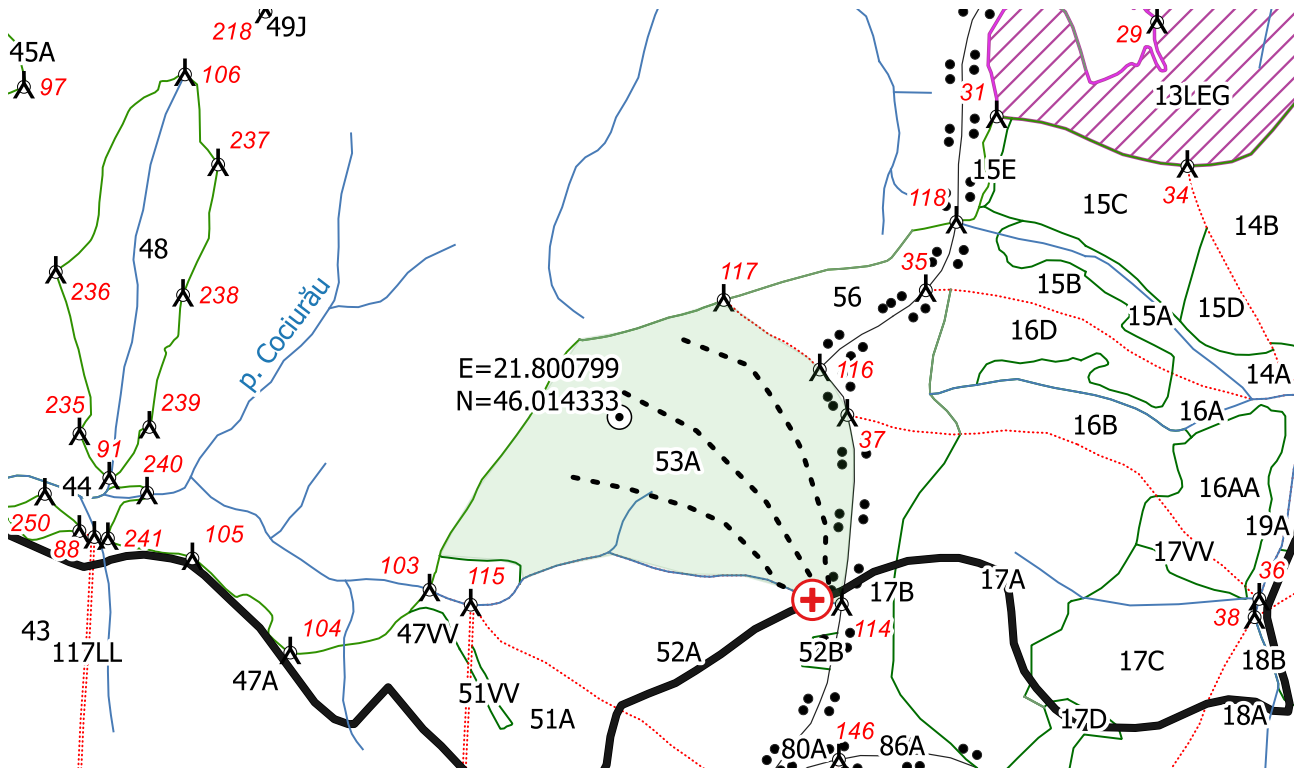 218
49J
29
45A
97
106
31
13LEG
237
15E
34
118
15C
14B
48
236
238
117
35
56
15B
15D
15A
16D
p. Cociurău
E=21.800799
N=46.014333
116
14A
235
239
37
16A
16B
91
240
53A
44
16AA
250
88
241
105
19A
17VV
103
115
17A
36
17B
38
43
117LL
104
47VV
114
52A
52B
17C
18B
47A
51VV
51A
17D
18A
146
80A
86A